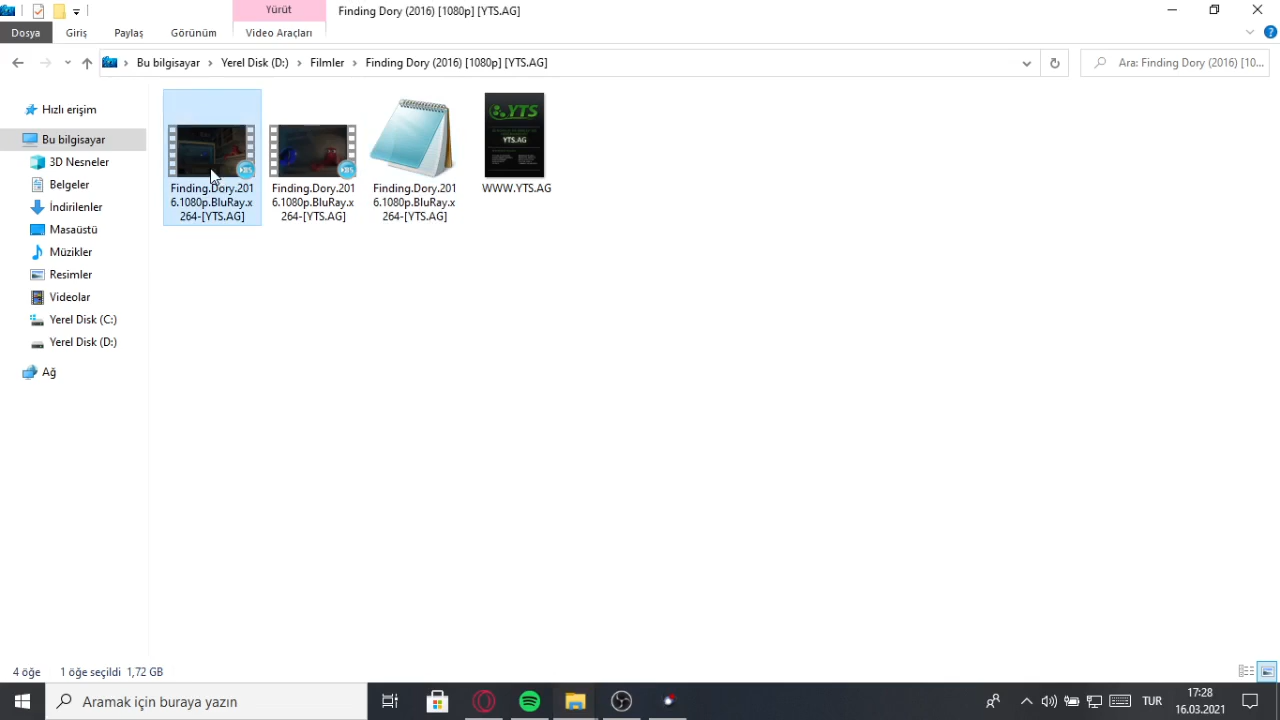 Yürüt
Finding Dory (2016) [1080p] [YTS.AG]
Dosya
Giriş
Paylaş
Görünüm
Video Araçları
Bu bilgisayar
Yerel Disk (D:)
Filmler
Finding Dory (2016) [1080p] [YTS.AG]
Ara: Finding Dory (2016) [10...
Hızlı erişim
Bu bilgisayar
3D Nesneler
Belgeler
İndirilenler
Masaüstü
Müzikler
Resimler
Videolar
Yerel Disk (C:)
Yerel Disk (D:)
Ağ
Finding.Dory.201
6.1080p.BluRay.x
264-[YTS.AG]
Finding.Dory.201
6.1080p.BluRay.x
264-[YTS.AG]
Finding.Dory.201
6.1080p.BluRay.x
264-[YTS.AG]
YTS
YTS.AG
WWW.YTS.AG
4 öğe
1 öğe seçildi 1,72 GB
Aramak için buraya yazın
TUR
17:28
16.03.2021